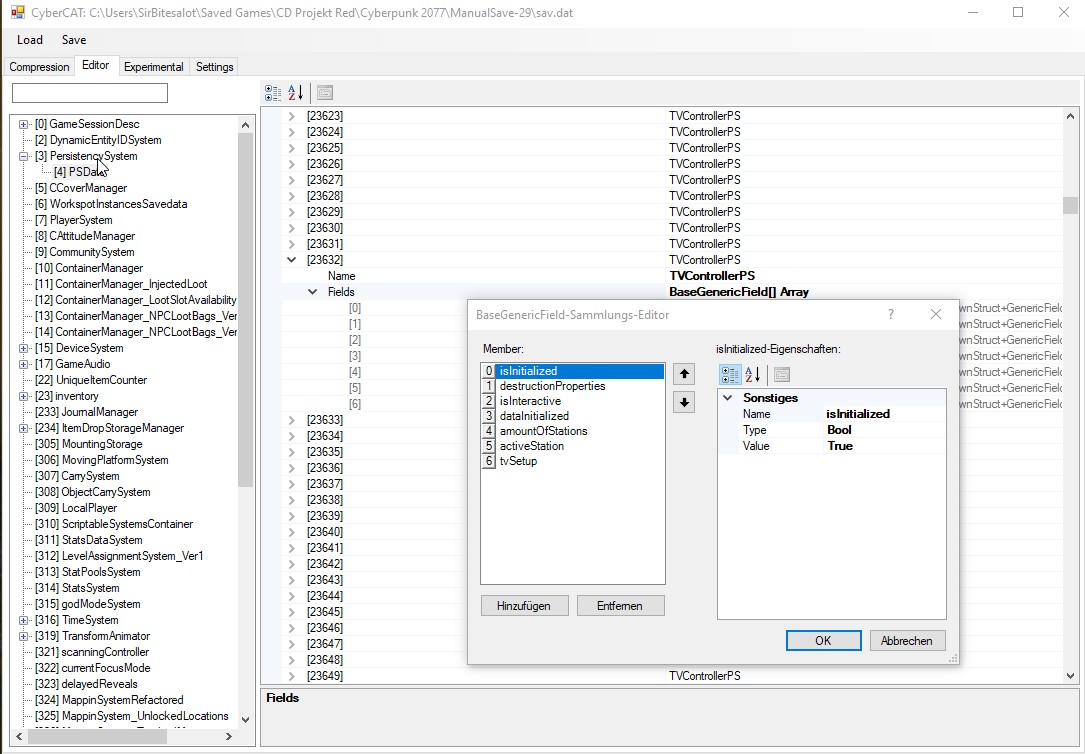 CyberCAT: C:\Users\SirBitesalot\Saved Games\CD Projekt Red\Cyberpunk 2077\ManualSave-29\sav.dat
Load Save
Compression Editor Experimental Settings
[0] GameSessionDesc
[2] DynamicEntityIDSystem
[3] PersistencySystem
[4] PSData
[5] CCoverManager
[6] WorkspotInstancesSavedata
[7] PlayerSystem
[8] CAttitudeManager
[9] CommunitySystem
[10] ContainerManager
[11] ContainerManager_InjectedLoot
[12] ContainerManager_LootSlotAvailability
[13] ContainerManager_NPCLootBags_Ver
[14] ContainerManager_NPCLootBags_Ver
[15] DeviceSystem
[17] GameAudio
[22] UniqueItemCounter
[23] inventory
[233] JournalManager
[234] ItemDropStorageManager
[305] MountingStorage
[306] MovingPlatformSystem
[307] CarrySystem
[308] ObjectCarrySystem
[309] LocalPlayer
[310] ScriptableSystemsContainer
[311] StatsDataSystem
[312] LevelAssignmentSystem_Ver1
[313] StatPoolsSystem
[314] StatsSystem
[315] godModeSystem
[316] TimeSystem
[319] TransformAnimator
[321] scanningController
[322] currentFocusMode
[323] delayedReveals
[324] MappinSystemRefactored
[325] MappinSystem_UnlockedLocations
[23623] TVControllerPS
[23624] TVControllerPS
[23625] TVControllerPS
[23626] TVControllerPS
[23627] TVControllerPS
[23628] TVControllerPS
[23629] TVControllerPS
[23630] TVControllerPS
[23631] TVControllerPS
[23632] TVControllerPS
Name TVControllerPS
Fields BaseGenericField[] Array
[0] wnStruct+GenericField
[1] wnStruct+GenericField
[2] wnStruct+GenericField
[3] wnStruct+GenericField
[4] wnStruct+GenericField
[5] wnStruct+GenericField
[6] wnStruct+GenericField
[23633]
[23634]
[23635]
[23636]
[23637]
[23638]
[23639]
[23640]
[23641]
[23642]
[23643]
[23644]
[23645]
[23646]
[23647]
[23648]
[23649] TVControllerPS
Fields
BaseGenericField-Sammlungs-Editor ?
Member:
0 isInitialized
1 destructionProperties
2 isInteractive
3 dataInitialized
4 amountOfStations
5 activeStation
6 tvSetup
Hinzufügen Entfernen
isInitialized-Eigenschaften:
Sonstiges
Name isInitialized
Type Bool
Value True
OK Abbrechen